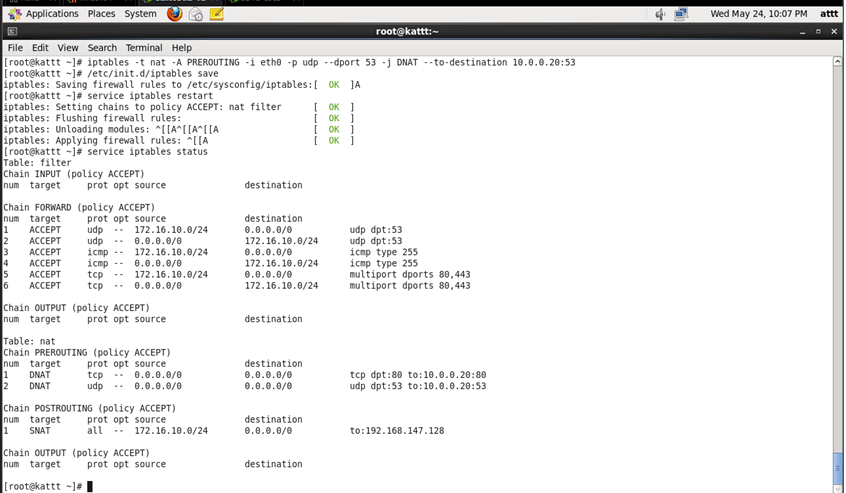 Applications Places System Wed May 24, 10:07 PM attt
root@kattt:~
File Edit View Search Terminal Help
[root@kattt ~]# iptables -t nat -A PREROUTING -i eth0 -p udp --dport 53 -j DNAT --to-destination 10.0.0.20:53
[root@kattt ~]# /etc/init.d/iptables save
iptables: Saving firewall rules to /etc/sysconfig/iptables:[  OK  ]A
[root@kattt ~]# service iptables restart
iptables: Setting chains to policy ACCEPT: nat filter      [  OK  ]
iptables: Flushing firewall rules:                         [  OK  ]
iptables: Unloading modules: ^[[A^[[A^[[A                  [  OK  ]
iptables: Applying firewall rules: ^[[A                    [  OK  ]
[root@kattt ~]# service iptables status
Table: filter
Chain INPUT (policy ACCEPT)
num  target     prot opt source               destination

Chain FORWARD (policy ACCEPT)
num  target     prot opt source               destination
1    ACCEPT     udp  --  172.16.10.0/24       0.0.0.0/0           udp dpt:53
2    ACCEPT     udp  --  0.0.0.0/0            172.16.10.0/24      udp dpt:53
3    ACCEPT     icmp --  172.16.10.0/24       0.0.0.0/0           icmp type 255
4    ACCEPT     icmp --  0.0.0.0/0            172.16.10.0/24      icmp type 255
5    ACCEPT     tcp  --  172.16.10.0/24       0.0.0.0/0           multiport dports 80,443
6    ACCEPT     tcp  --  0.0.0.0/0            172.16.10.0/24      multiport dports 80,443

Chain OUTPUT (policy ACCEPT)
num  target     prot opt source               destination

Table: nat
Chain PREROUTING (policy ACCEPT)
num  target     prot opt source               destination
1    DNAT       tcp  --  0.0.0.0/0            0.0.0.0/0           tcp dpt:80 to:10.0.0.20:80
2    DNAT       udp  --  0.0.0.0/0            0.0.0.0/0           udp dpt:53 to:10.0.0.20:53

Chain POSTROUTING (policy ACCEPT)
num  target     prot opt source               destination
1    SNAT       all  --  172.16.10.0/24       0.0.0.0/0           to:192.168.147.128

Chain OUTPUT (policy ACCEPT)
num  target     prot opt source               destination

[root@kattt ~]#